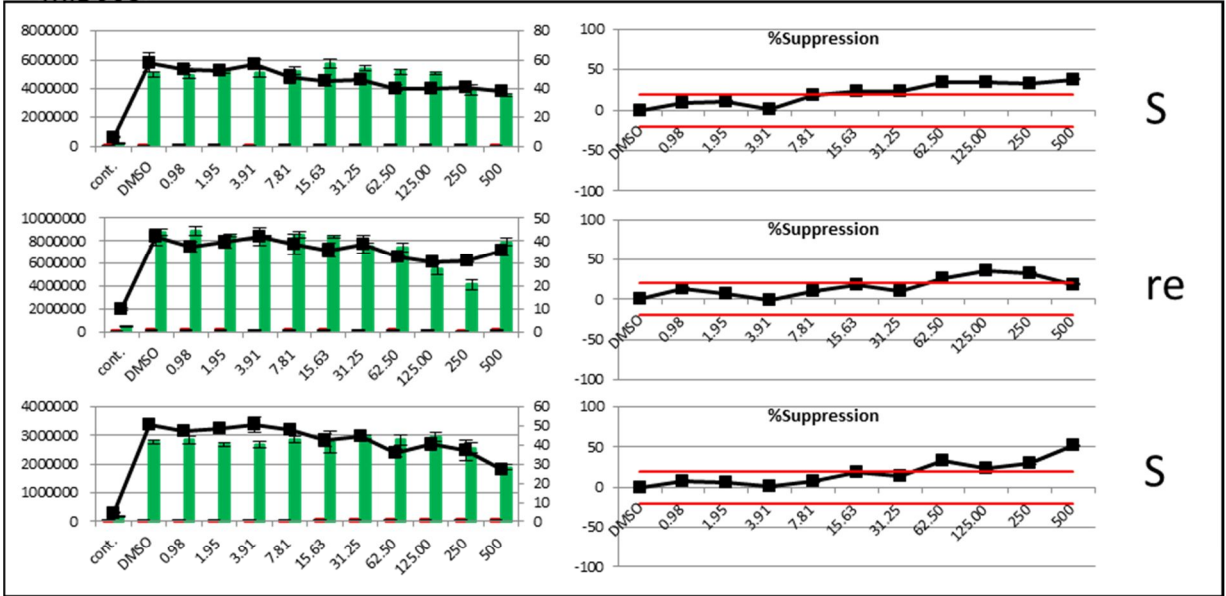 8000000 80 100
6000000 60 %Suppression
4000000 40 50
2000000 20 0
0 0 -50
-100
cont. DMSO 0.98 1.95 3.91 7.81 15.63 31.25 62.50 125.00 250 500
DMSO 0.98 1.95 3.91 7.81 15.63 31.25 62.50 125.00 250 500
S
10000000 50 100
8000000 40 %Suppression
6000000 30 50
4000000 20 0
2000000 10 -50
0 0 -100
cont. DMSO 0.98 1.95 3.91 7.81 15.63 31.25 62.50 125.00 250 500
DMSO 0.98 1.95 3.91 7.81 15.63 31.25 62.50 125.00 250 500
re
4000000 60 100
3000000 50 %Suppression
2000000 40 50
1000000 30 0
0 20 -50
10 -100
0
cont. DMSO 0.98 1.95 3.91 7.81 15.63 31.25 62.50 125.00 250 500
DMSO 0.98 1.95 3.91 7.81 15.63 31.25 62.50 125.00 250 500
S